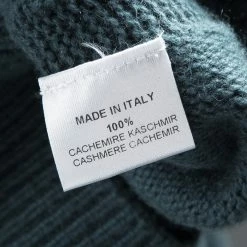 MADE IN ITALY
100%
CACHEMIRE KASCHMIR
CASHMERE CACHEMIR